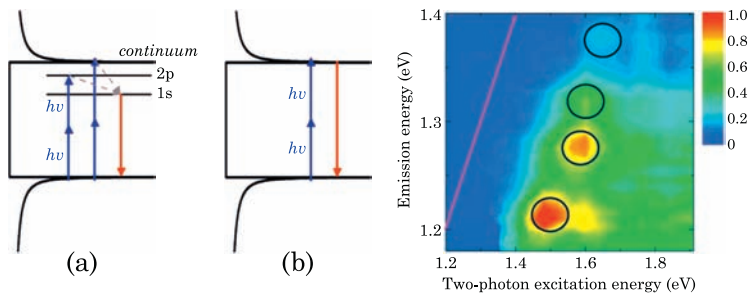 continuum
2p
1s
hν
hν
(a)
hν
hν
(b)
Emission energy (eV)
1.4
1.3
1.2
1.2 1.4 1.6 1.8
Two-photon excitation energy (eV)
1.0
0.8
0.6
0.4
0.2
0